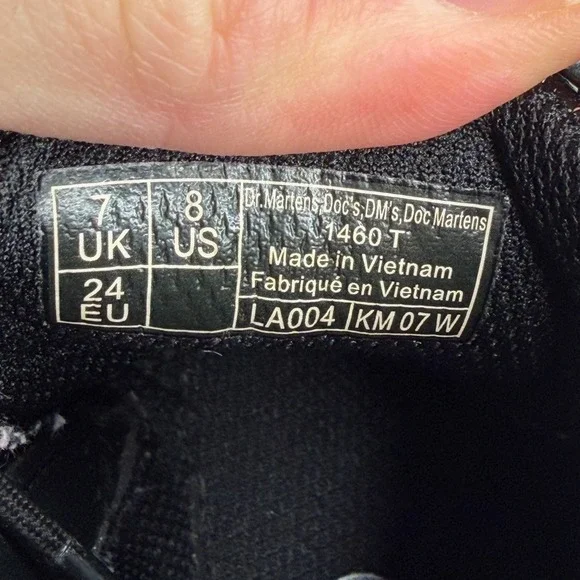 7 UK
8 US
24 EU
Dr.Martens,Doc's,DM's,Doc Martens
1460 T
Made in Vietnam
Fabriqué en Vietnam
LA004
KM 07 W